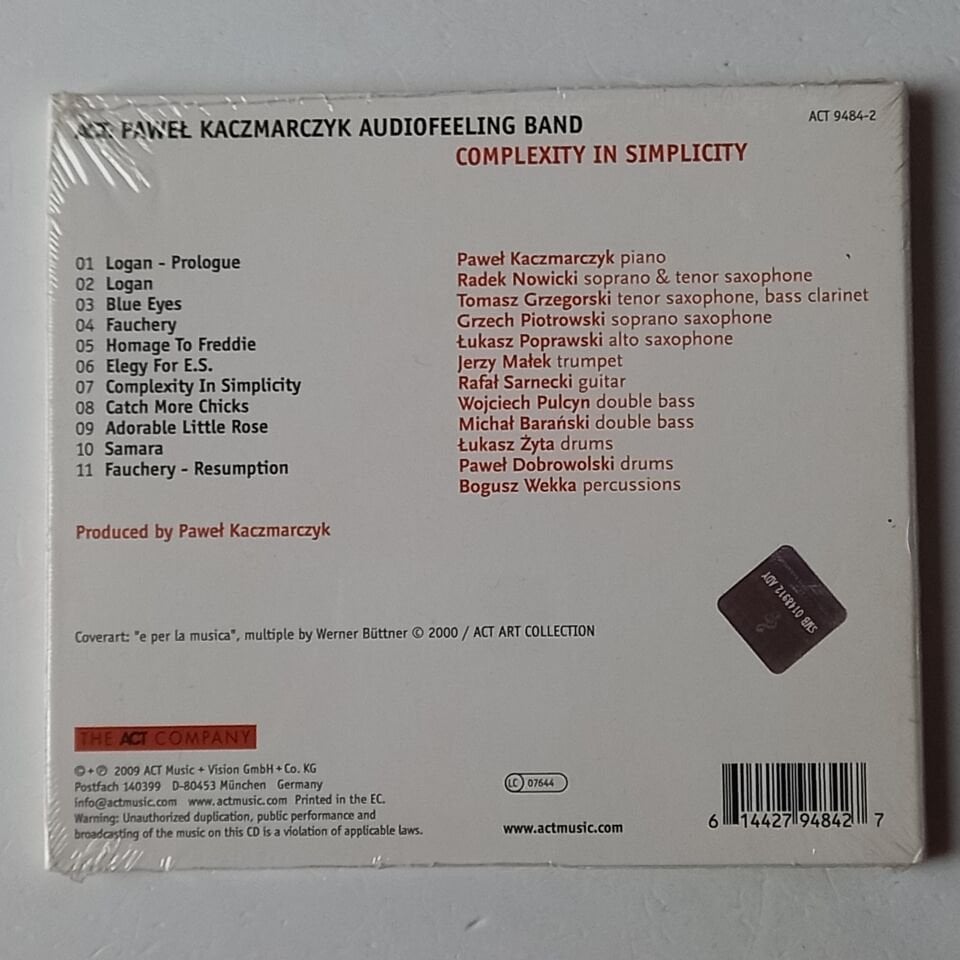 ACT PAWEŁ KACZMARCZYK AUDIOFEELING BAND
COMPLEXITY IN SIMPLICITY
ACT 9484-2
01 Logan - Prologue
02 Logan
03 Blue Eyes
04 Fauchery
05 Homage To Freddie
06 Elegy For E.S.
07 Complexity In Simplicity
08 Catch More Chicks
09 Adorable Little Rose
10 Samara
11 Fauchery - Resumption
Produced by Paweł Kaczmarczyk
Paweł Kaczmarczyk piano
Radek Nowicki soprano & tenor saxophone
Tomasz Grzegorski tenor saxophone, bass clarinet
Grzech Piotrowski soprano saxophone
Łukasz Poprawski alto saxophone
Jerzy Małek trumpet
Rafał Sarnecki guitar
Wojciech Pulcyn double bass
Michał Barański double bass
Łukasz Żyta drums
Paweł Dobrowolski drums
Bogusz Wekka percussions
SWB 0148912 ADY
Coverart: "e per la musica", multiple by Werner Büttner © 2000 / ACT ART COLLECTION
THE ACT COMPANY
©+℗ 2009 ACT Music + Vision GmbH + Co. KG
Postfach 140399 D-80453 München Germany
info@actmusic.com www.actmusic.com Printed in the EC.
Warning: Unauthorized duplication, public performance and
broadcasting of the music on this CD is a violation of applicable laws.
LC 07644
www.actmusic.com
6 14427 94842 7